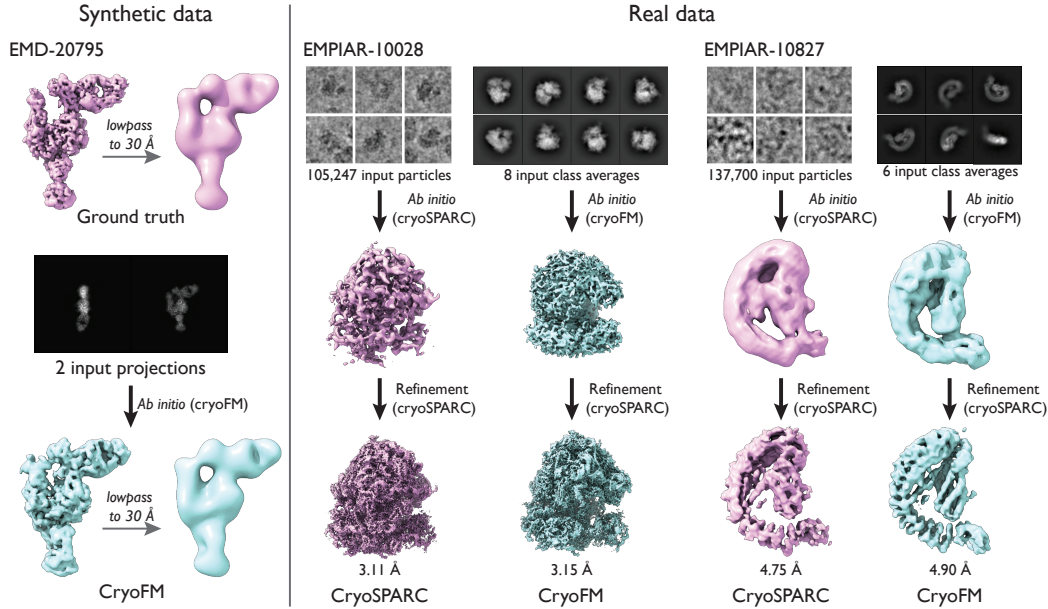 Synthetic data
EMD-20795
lowpass
to 30 Å
Ground truth
2 input projections
Ab initio (cryoFM)
lowpass
to 30 Å
CryoFM
Real data
EMPIAR-10028
105,247 input particles
8 input class averages
Ab initio
(cryoSPARC)
Ab initio
(cryoFM)
Refinement
(cryoSPARC)
Refinement
(cryoSPARC)
3.11 Å
CryoSPARC
3.15 Å
CryoFM
EMPIAR-10827
137,700 input particles
6 input class averages
Ab initio
(cryoSPARC)
Ab initio
(cryoFM)
Refinement
(cryoSPARC)
Refinement
(cryoSPARC)
4.75 Å
CryoSPARC
4.90 Å
CryoFM